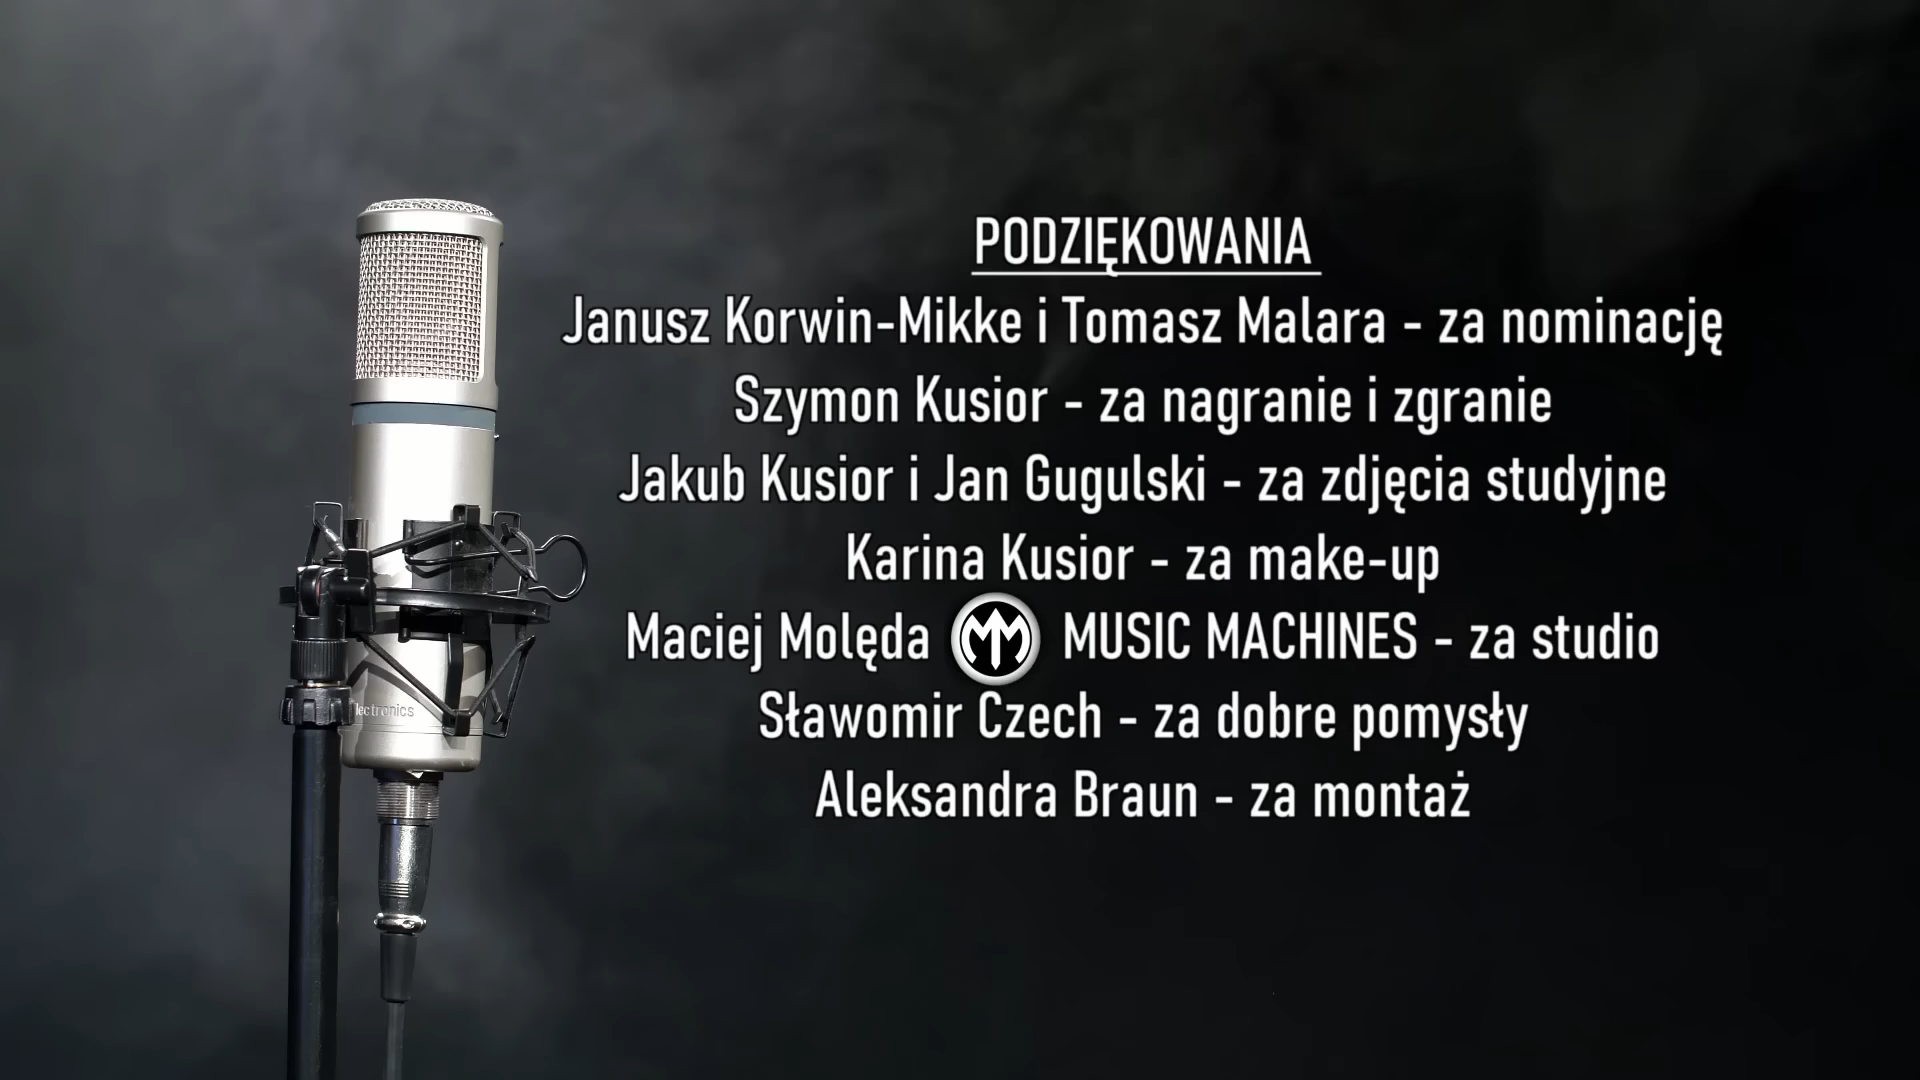 PODZIĘKOWANIA
Janusz Korwin-Mikke i Tomasz Malara - za nominację
Szymon Kusior - za nagranie i zgranie
Jakub Kusior i Jan Gugulski - za zdjęcia studyjne
Karina Kusior - za make-up
Maciej Molęda MUSIC MACHINES - za studio
Sławomir Czech - za dobre pomysły
Aleksandra Braun - za montaż
lectronics